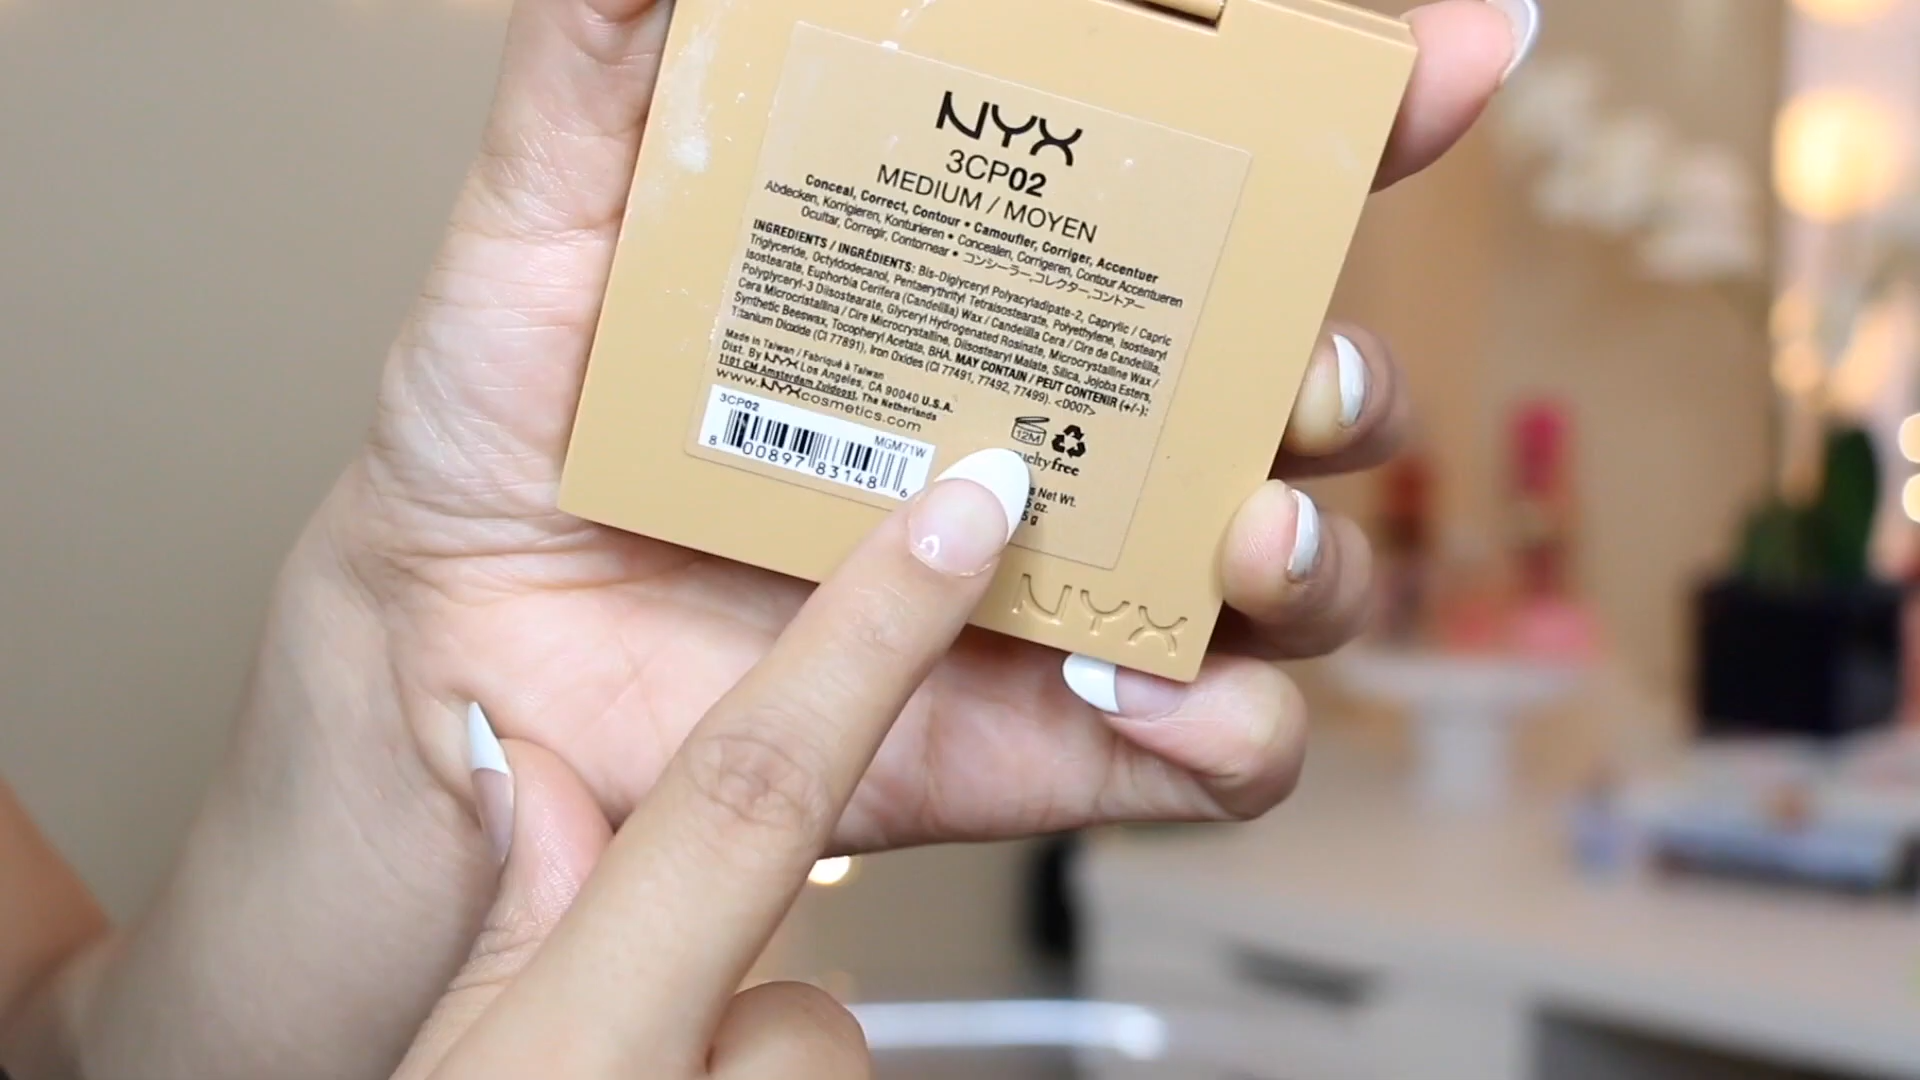 NYX
3CP02
MEDIUM / MOYEN
Conceal, Correct, Contour • Camoufler, Corriger, Accentuer
Abdecken, Korrigieren, Konturieren • Concealen, Corrigeren, Contour Accentueren
Ocultar, Corregir, Contornear • コンシーラー,コレクター,コントアー
INGREDIENTS / INGRÉDIENTS: Bis-Diglyceryl Polyacyladipate-2, Caprylic / Capric
Triglyceride, Octyldodecanol, Pentaerythrityl Tetraisostearate, Polyethylene, Isostearyl
Isostearate, Euphorbia Cerifera (Candelilla) Wax / Candelilla Cera / Cire de Candelilla,
Polyglyceryl-3 Diisostearate, Glyceryl Hydrogenated Rosinate, Microcrystalline Wax /
Cera Microcristallina / Cire Microcrystalline, Diisostearyl Malate, Silica, Jojoba Esters,
Synthetic Beeswax, Tocopheryl Acetate, BHA. MAY CONTAIN / PEUT CONTENIR (+/-):
Titanium Dioxide (CI 77891), Iron Oxides (CI 77491, 77492, 77499). <D007>
Made in Taiwan / Fabriqué à Taiwan
Dist. By NYX Los Angeles, CA 90040 U.S.A.
1101 CM Amsterdam Zuidoost, The Netherlands
www.NYXcosmetics.com
3CP02
MGM71W
8 00897 83148 6
12M
free
Net Wt.
oz.
g
NYX